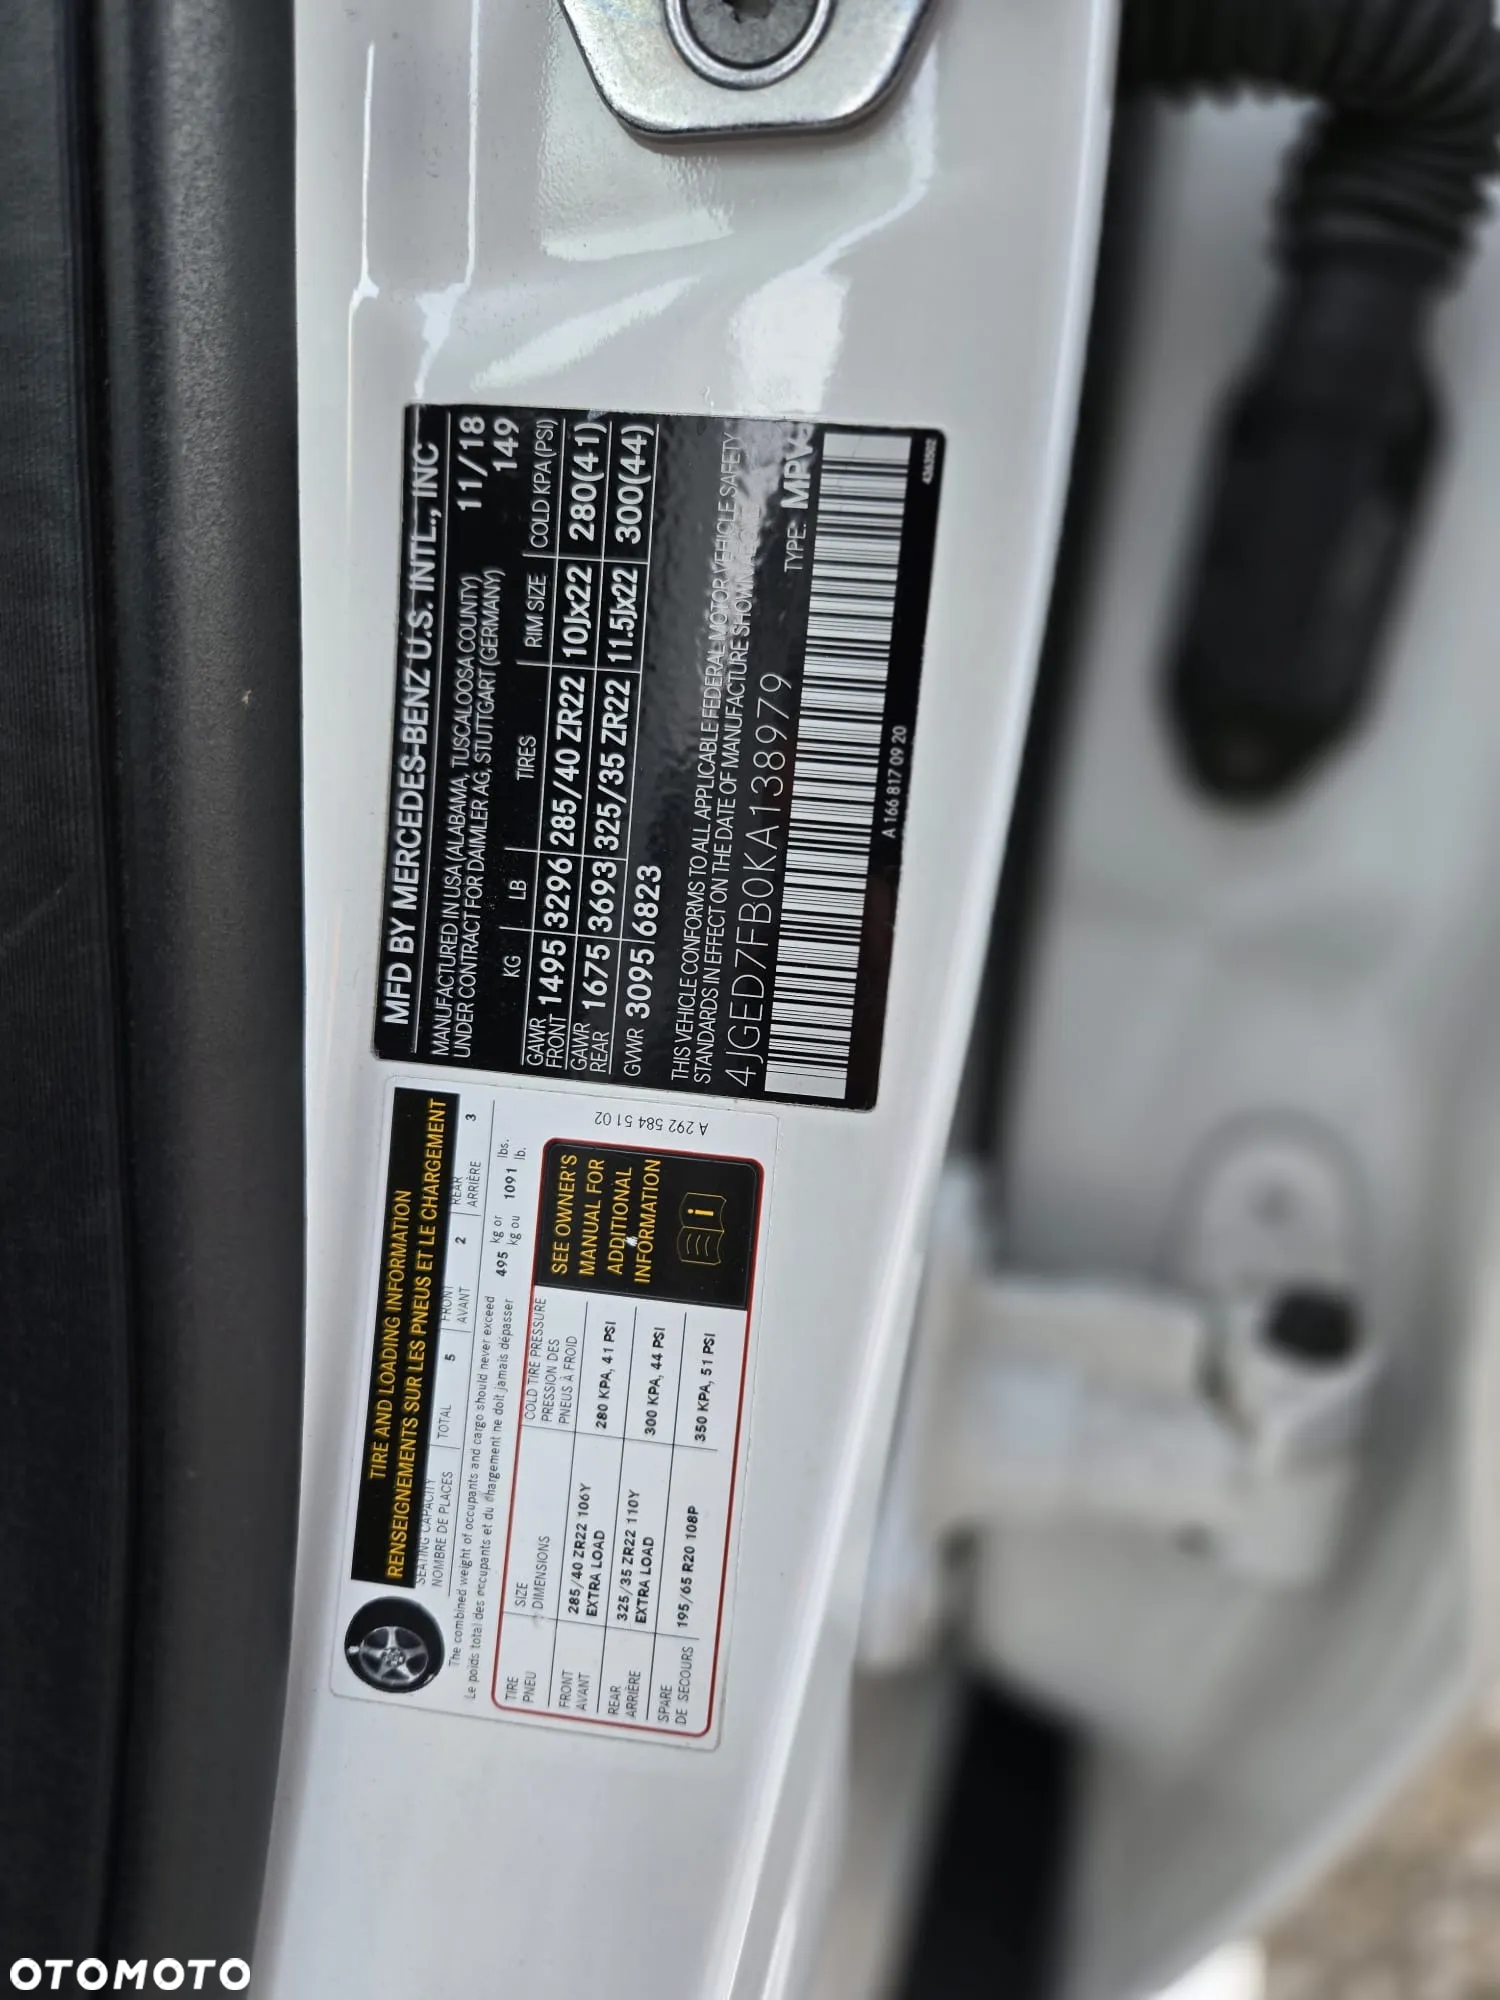 MFD BY MERCEDES-BENZ U.S. INTL., INC
MANUFACTURED IN USA (ALABAMA, TUSCALOOSA COUNTY) 11/18
UNDER CONTRACT FOR DAIMLER AG, STUTTGART (GERMANY) 149
KG LB TIRES RIM SIZE COLD KPA(PSI)
GAWR
FRONT 1495 3296 285/40 ZR22 10Jx22 280(41)
GAWR
REAR 1675 3693 325/35 ZR22 11.5Jx22 300(44)
GVWR 3095 6823
THIS VEHICLE CONFORMS TO ALL APPLICABLE FEDERAL MOTOR VEHICLE SAFETY
STANDARDS IN EFFECT ON THE DATE OF MANUFACTURE SHOWN
4JGED7FB0KA138979 TYPE: MPV
A 166 817 09 20
4363002
TIRE AND LOADING INFORMATION
RENSEIGNEMENTS SUR LES PNEUS ET LE CHARGEMENT
SEATING CAPACITY
NOMBRE DE PLACES
TOTAL 5
FRONT
AVANT 2
REAR
ARRIÈRE 3
The combined weight of occupants and cargo should never exceed 495 kg or 1091 lbs.
Le poids total des occupants et du chargement ne doit jamais dépasser kg ou lb.
TIRE
PNEU
SIZE
DIMENSIONS
COLD TIRE PRESSURE
PRESSION DES
PNEUS À FROID
FRONT
AVANT
285/40 ZR22 106Y
EXTRA LOAD
280 KPA, 41 PSI
REAR
ARRIÈRE
325/35 ZR22 110Y
EXTRA LOAD
300 KPA, 44 PSI
SPARE
DE SECOURS
195/65 R20 108P
350 KPA, 51 PSI
SEE OWNER'S
MANUAL FOR
ADDITIONAL
INFORMATION
i
A 292 584 51 02
OTOMOTO